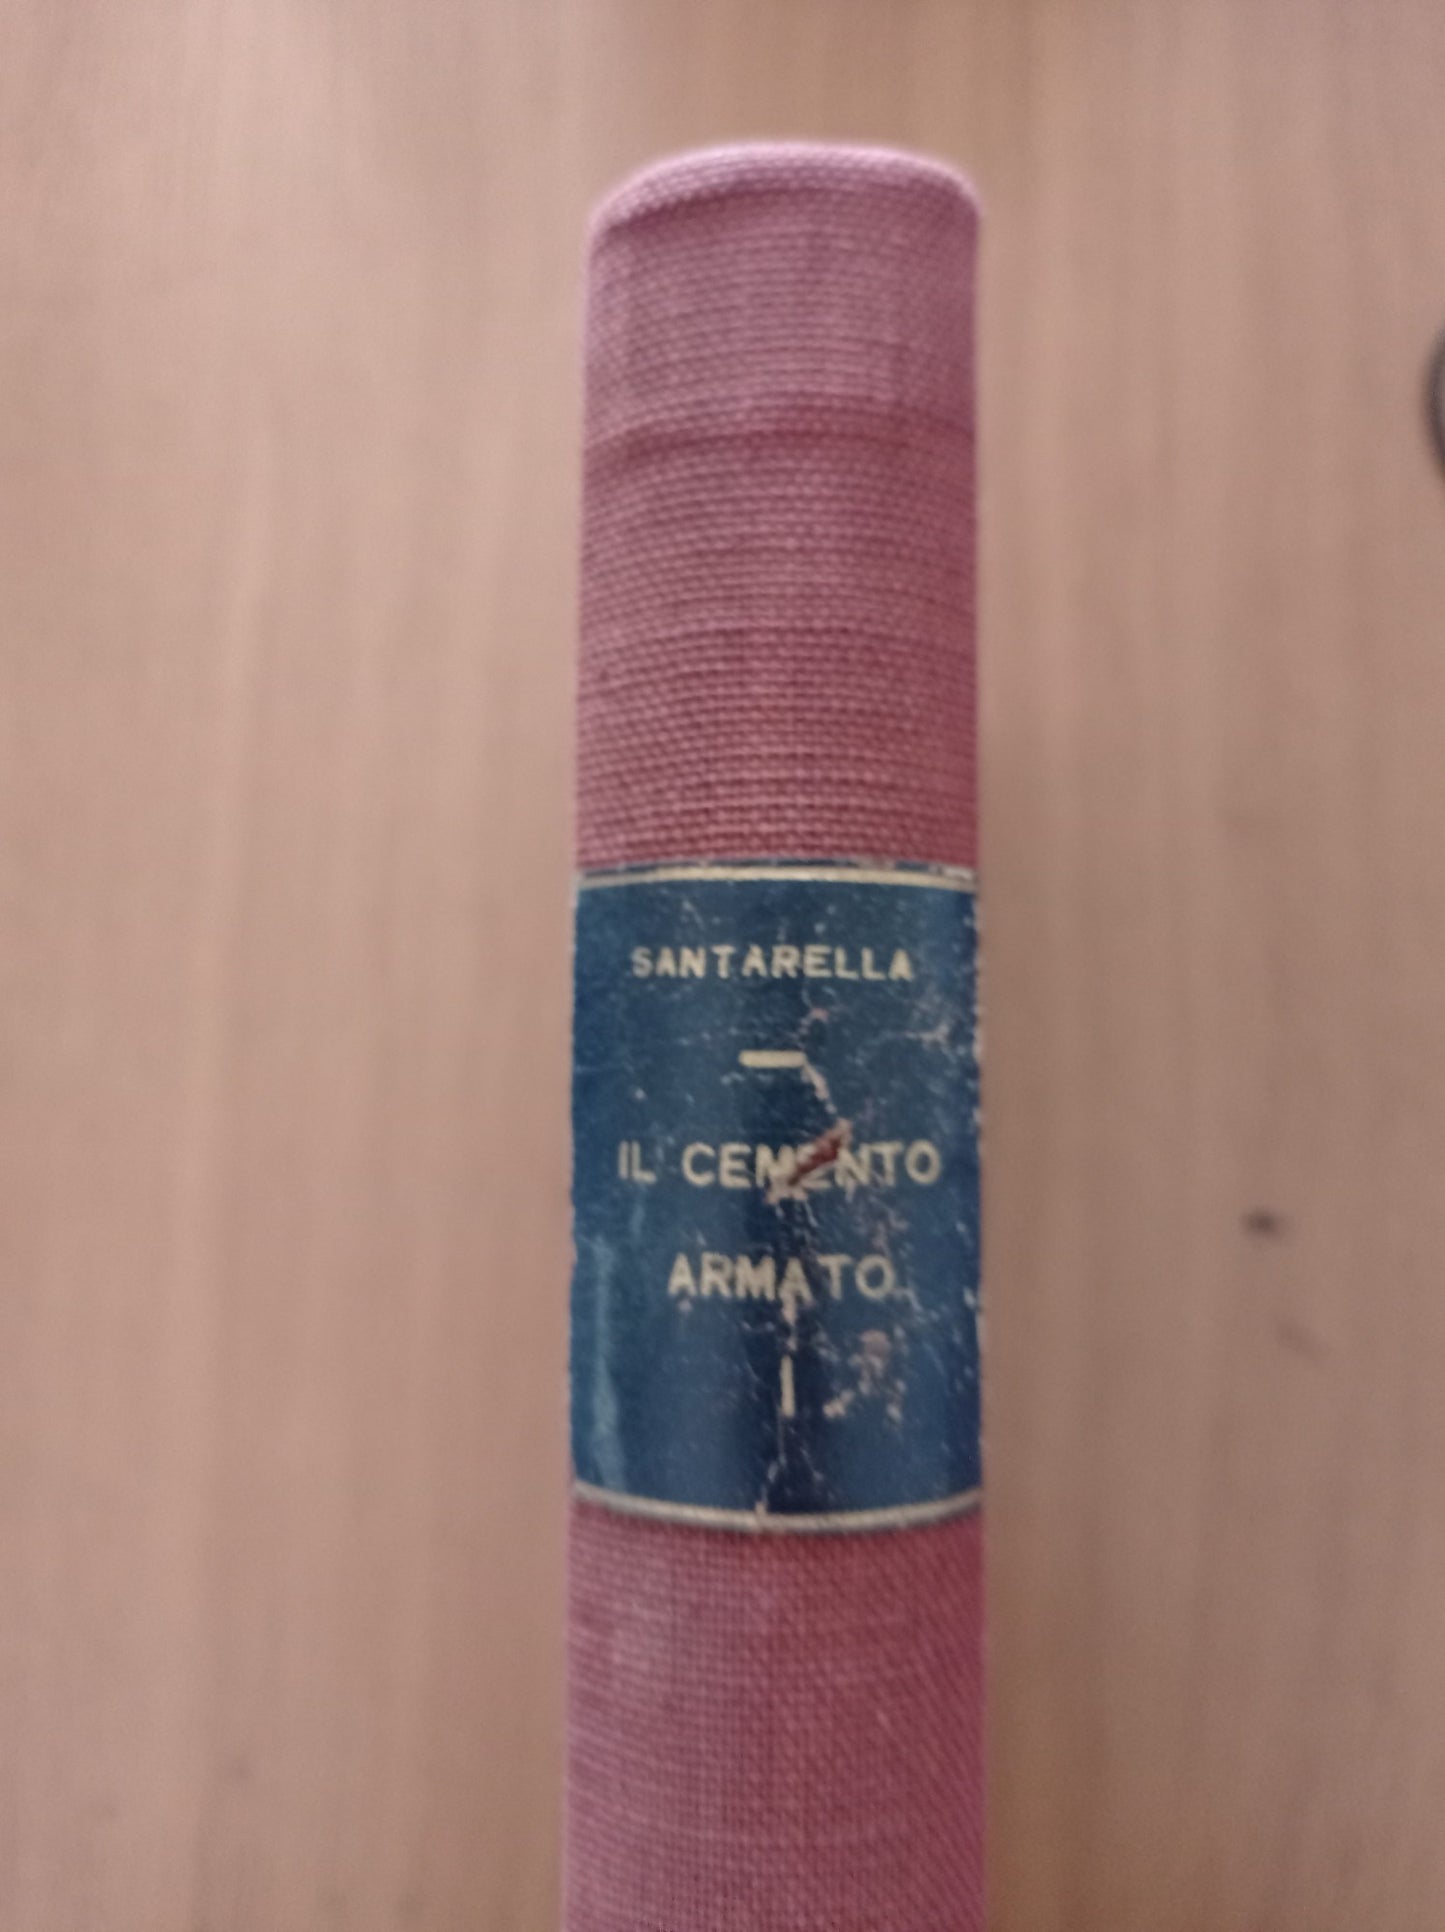 SANTARELLA
IL CEMENTO
ARMATO
I